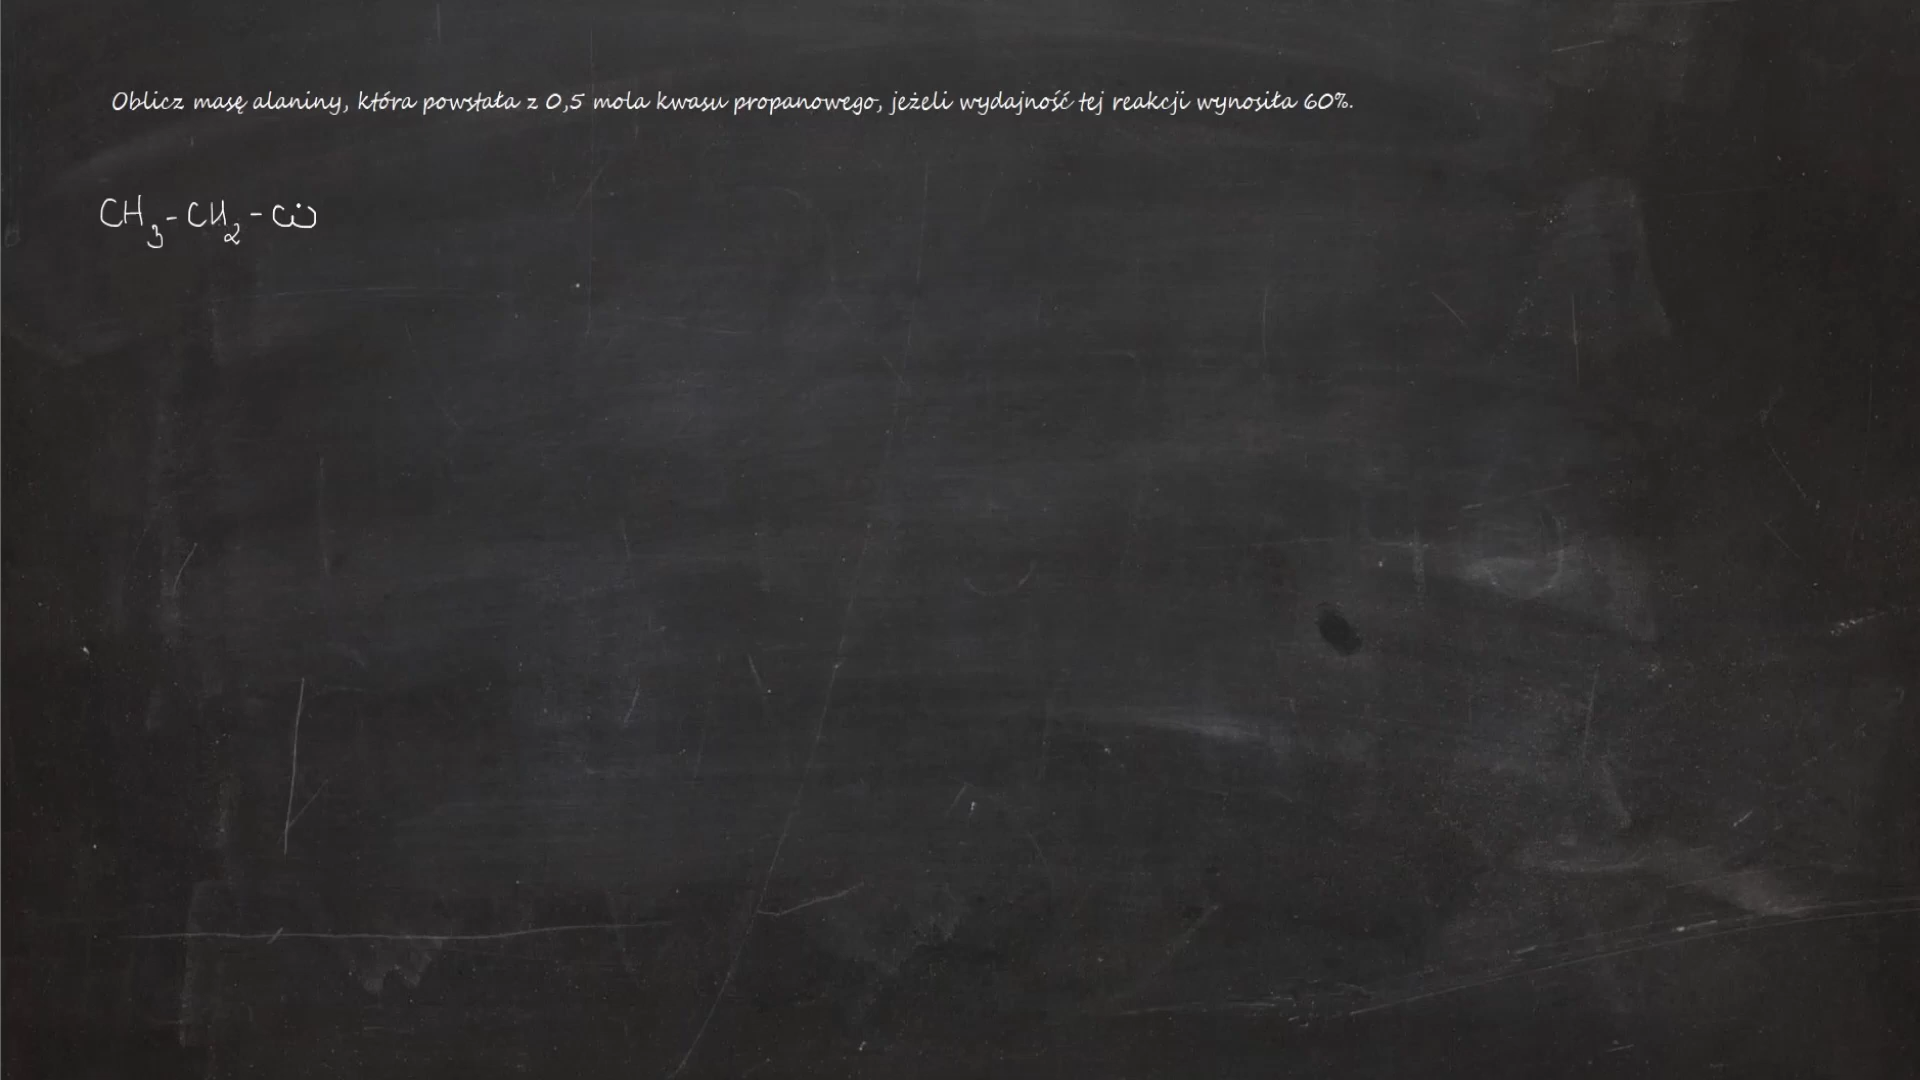 Oblicz masę alaniny, która powstała z 0,5 mola kwasu propanowego, jeżeli wydajność tej reakcji wynosiła 60%.
CH₃-CH₂-